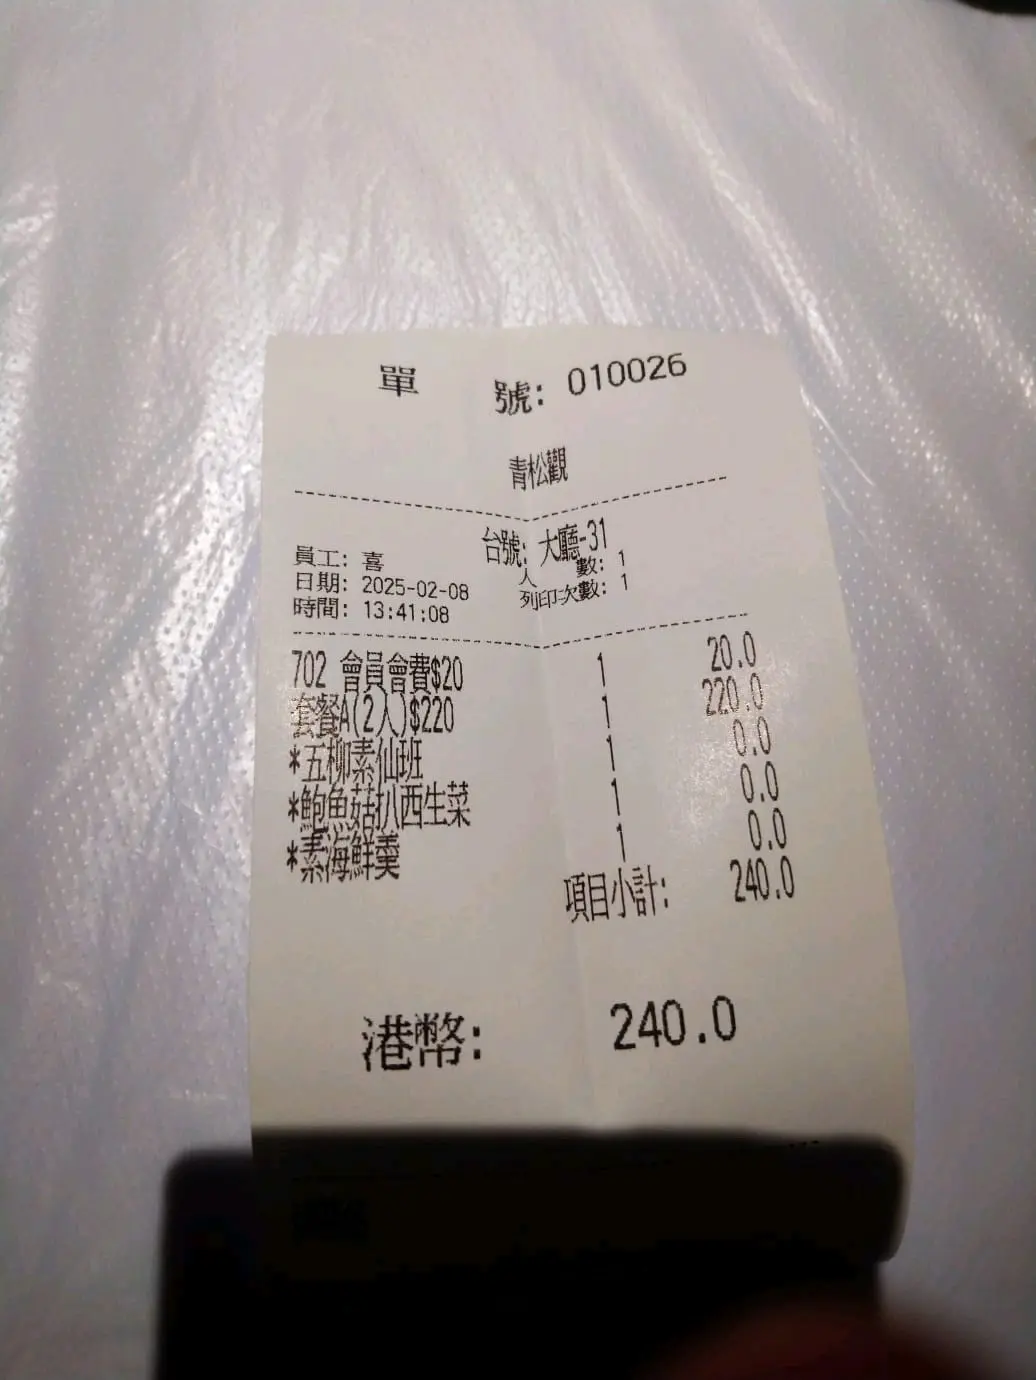 單 號: 010026
青松觀
台號: 大廳-31
員工: 喜 人 數: 1
日期: 2025-02-08 列印次數: 1
時間: 13:41:08
702 會員會費$20 1 20.0
套餐A(2人)$220 1 220.0
*五柳素仙班 1 0.0
*鮑魚菇扒西生菜 1 0.0
*素海鮮羹 1 0.0
項目小計: 240.0
港幣: 240.0